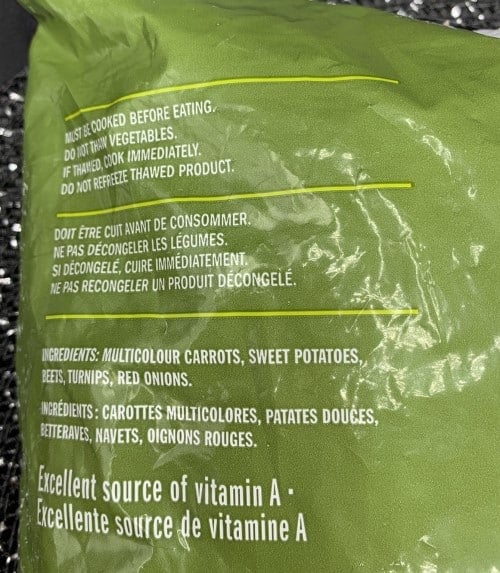 MUST BE COOKED BEFORE EATING.
DO NOT THAW VEGETABLES.
IF THAWED, COOK IMMEDIATELY.
DO NOT REFREEZE THAWED PRODUCT.
DOIT ÊTRE CUIT AVANT DE CONSOMMER.
NE PAS DÉCONGELER LES LÉGUMES.
SI DÉCONGELÉ, CUIRE IMMÉDIATEMENT.
NE PAS RECONGELER UN PRODUIT DÉCONGELÉ.
INGREDIENTS: MULTICOLOUR CARROTS, SWEET POTATOES,
BEETS, TURNIPS, RED ONIONS.
INGRÉDIENTS : CAROTTES MULTICOLORES, PATATES DOUCES,
BETTERAVES, NAVETS, OIGNONS ROUGES.
Excellent source of vitamin A •
Excellente source de vitamine A